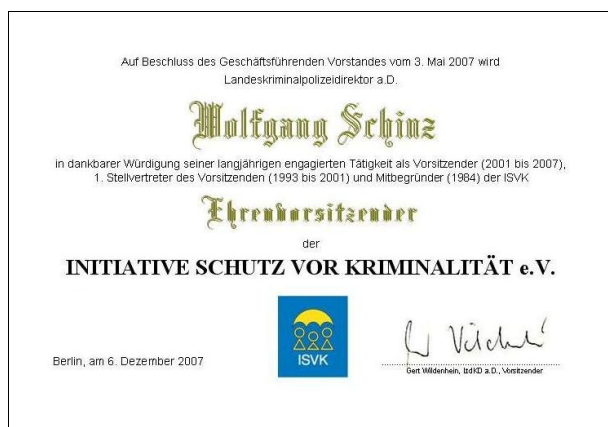 Auf Beschluss des Geschäftsführenden Vorstandes vom 3. Mai 2007 wird
Landeskriminalpolizeidirektor a.D.
Wolfgang Schinz
in dankbarer Würdigung seiner langjährigen engagierten Tätigkeit als Vorsitzender (2001 bis 2007),
1. Stellvertreter des Vorsitzenden (1993 bis 2001) und Mitbegründer (1984) der ISVK
Ehrenvorsitzender
der
INITIATIVE SCHUTZ VOR KRIMINALITÄT e.V.
ISVK
Berlin, am 6. Dezember 2007
Gert Wildenhein, LtdKD a.D., Vorsitzender